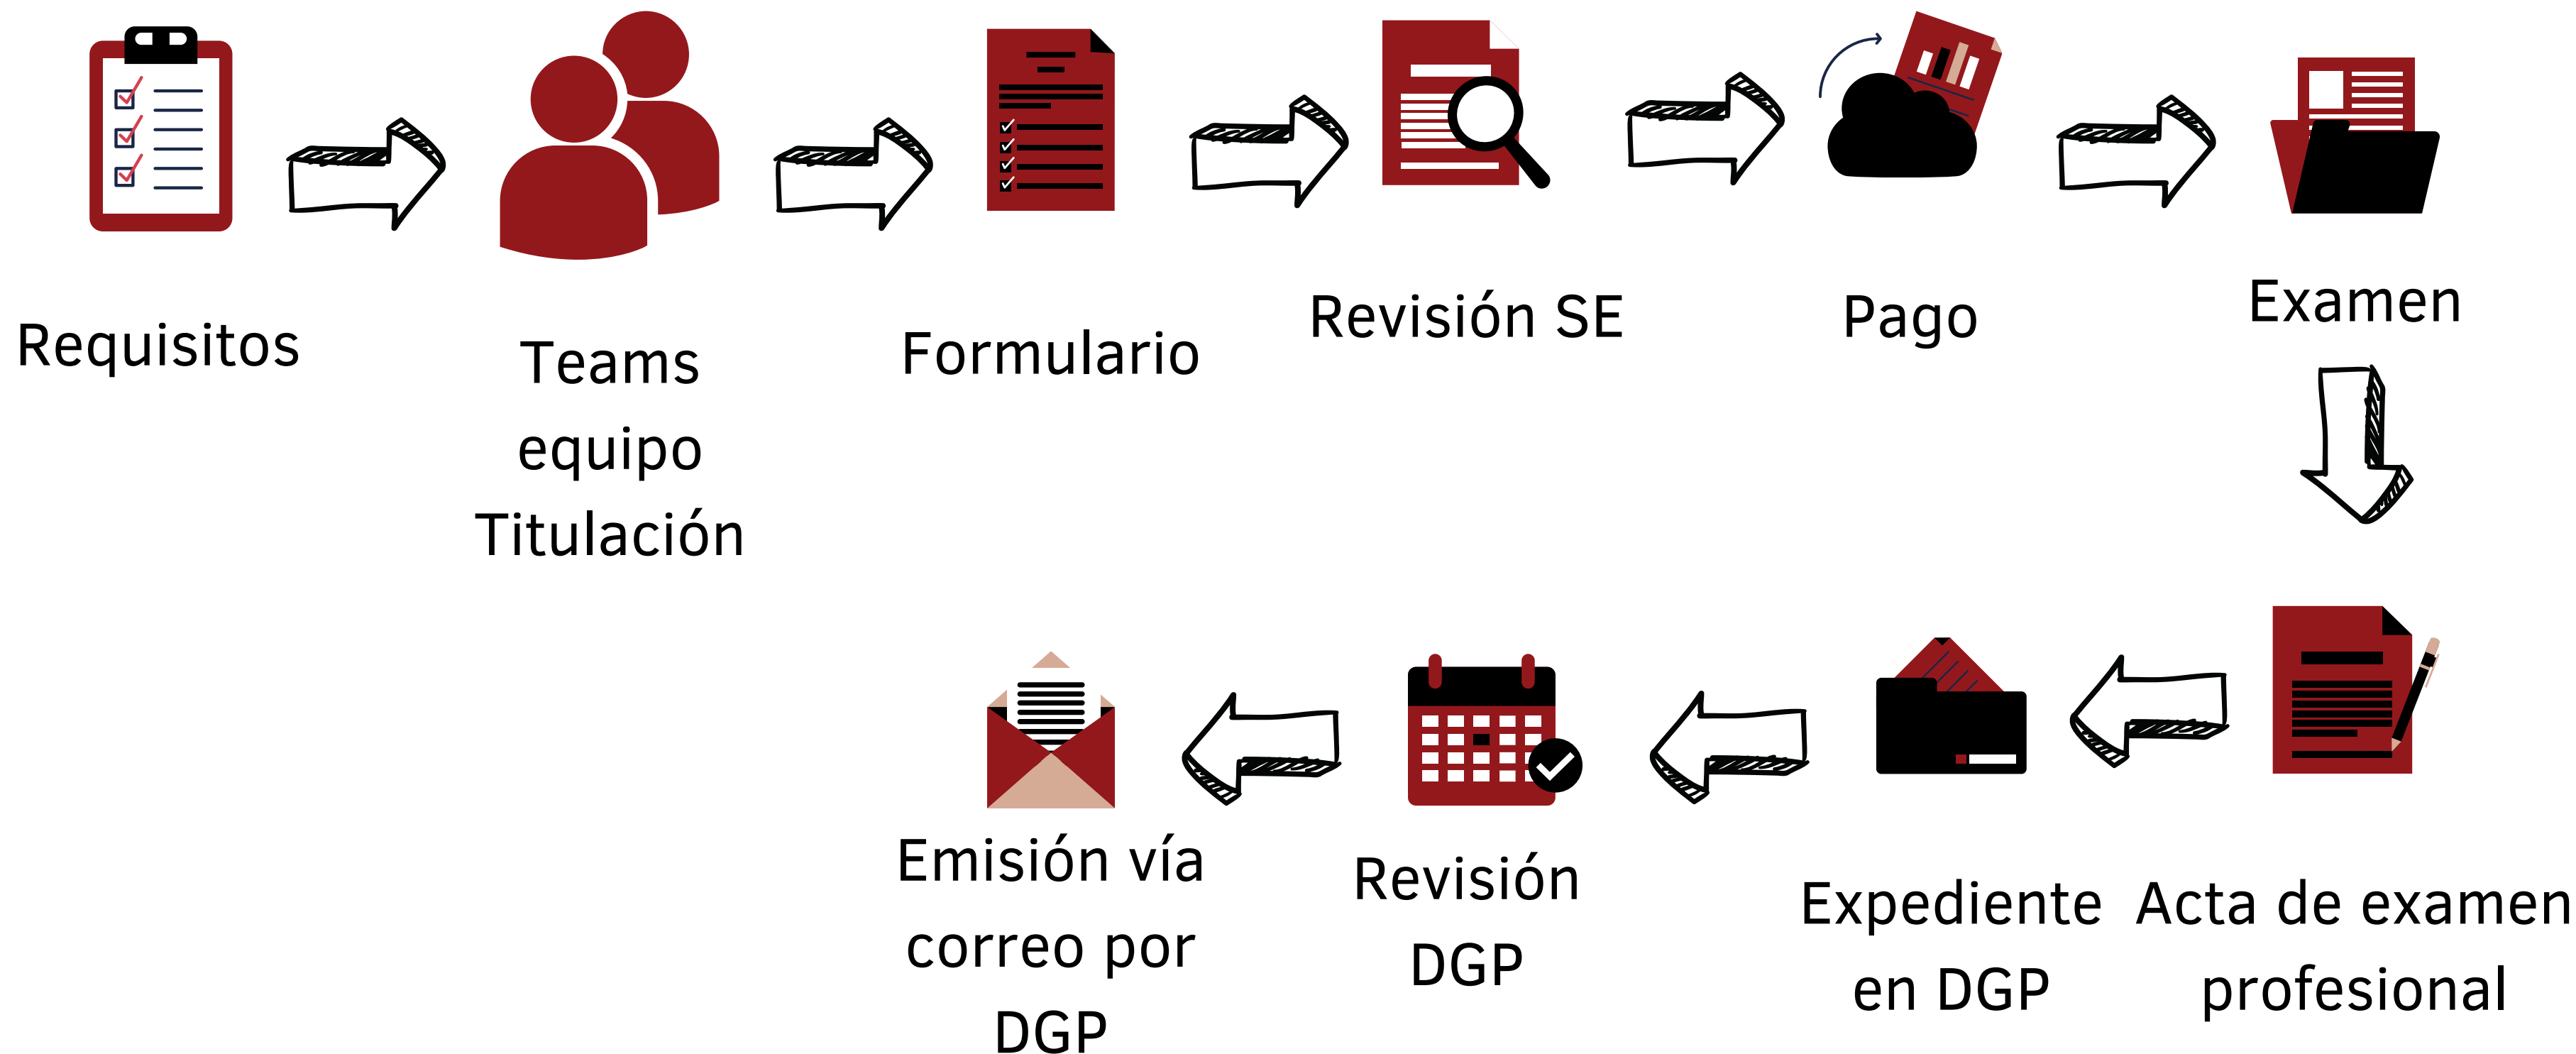 Requisitos
Teams
equipo
Titulación
Formulario
Revisión SE
Pago
Examen
Acta de examen
profesional
Expediente
en DGP
Revisión
DGP
Emisión vía
correo por
DGP